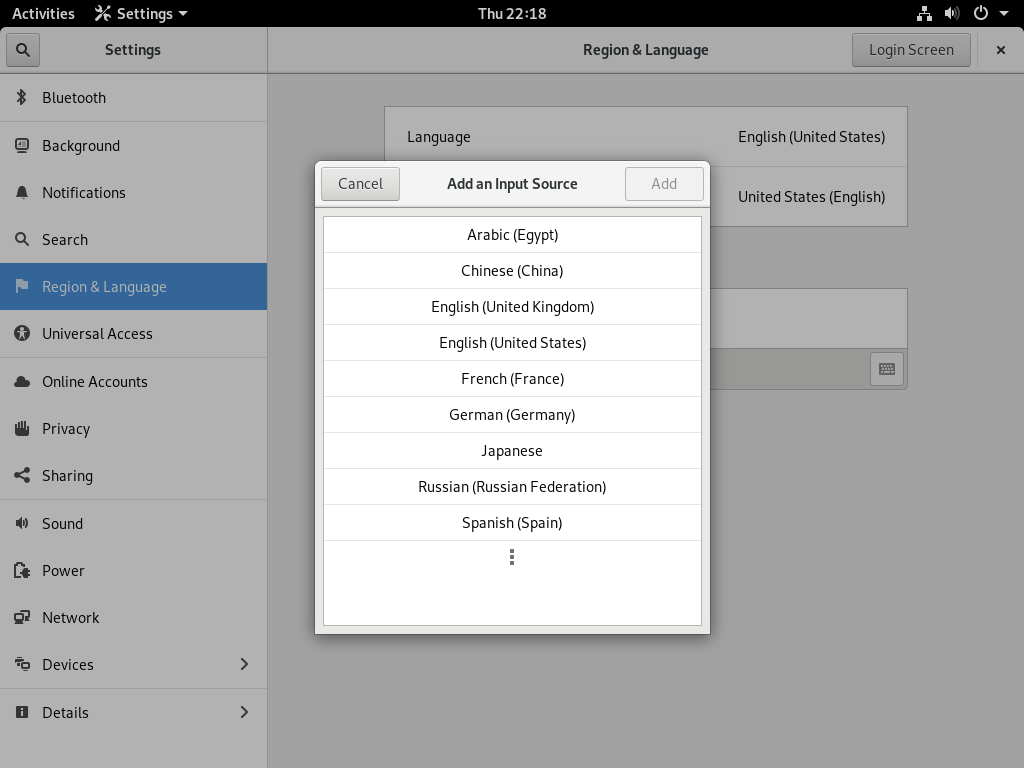 Activities
Settings
Thu 22:18
Settings
Region & Language
Login Screen
Bluetooth
Background
Notifications
Search
Region & Language
Universal Access
Online Accounts
Privacy
Sharing
Sound
Power
Network
Devices
Details
Language
English (United States)
United States (English)
Cancel
Add an Input Source
Add
Arabic (Egypt)
Chinese (China)
English (United Kingdom)
English (United States)
French (France)
German (Germany)
Japanese
Russian (Russian Federation)
Spanish (Spain)